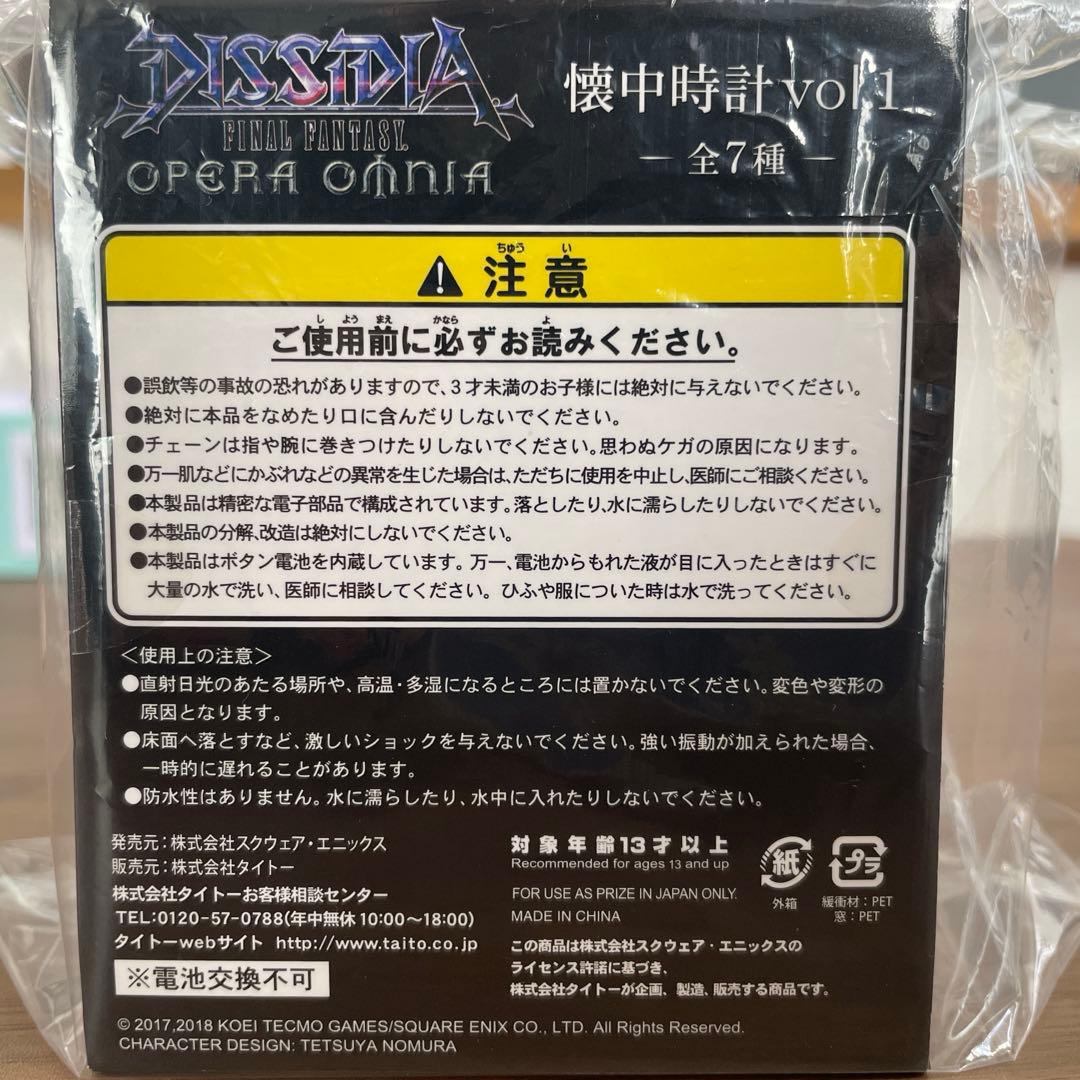 DISSIDIA
FINAL FANTASY
OPERA OMNIA
懐中時計vol.1
― 全7種 ―
注意
ちゅう い
ご使用前に必ずお読みください。
し よう まえ かなら よ
●誤飲等の事故の恐れがありますので、3才未満のお子様には絶対に与えないでください。
●絶対に本品をなめたり口に含んだりしないでください。
●チェーンは指や腕に巻きつけたりしないでください。思わぬケガの原因になります。
●万一肌などにかぶれなどの異常を生じた場合は、ただちに使用を中止し、医師にご相談ください。
●本製品は精密な電子部品で構成されています。落としたり、水に濡らしたりしないでください。
●本製品の分解、改造は絶対にしないでください。
●本製品はボタン電池を内蔵しています。万一、電池からもれた液が目に入ったときはすぐに
大量の水で洗い、医師に相談してください。ひふや服についた時は水で洗ってください。
＜使用上の注意＞
●直射日光のあたる場所や、高温・多湿になるところには置かないでください。変色や変形の
原因となります。
●床面へ落とすなど、激しいショックを与えないでください。強い振動が加えられた場合、
一時的に遅れることがあります。
●防水性はありません。水に濡らしたり、水中に入れたりしないでください。
発売元：株式会社スクウェア・エニックス
販売元：株式会社タイトー
株式会社タイトーお客様相談センター
TEL:0120-57-0788(年中無休10:00～18:00)
タイトーwebサイト http://www.taito.co.jp
※電池交換不可
対象年齢13才以上
Recommended for ages 13 and up
FOR USE AS PRIZE IN JAPAN ONLY.
MADE IN CHINA
この商品は株式会社スクウェア・エニックスの
ライセンス許諾に基づき、
株式会社タイトーが企画、製造、販売する商品です。
紙
外箱
プラ
緩衝材：PET
窓：PET
© 2017,2018 KOEI TECMO GAMES/SQUARE ENIX CO., LTD. All Rights Reserved.
CHARACTER DESIGN: TETSUYA NOMURA